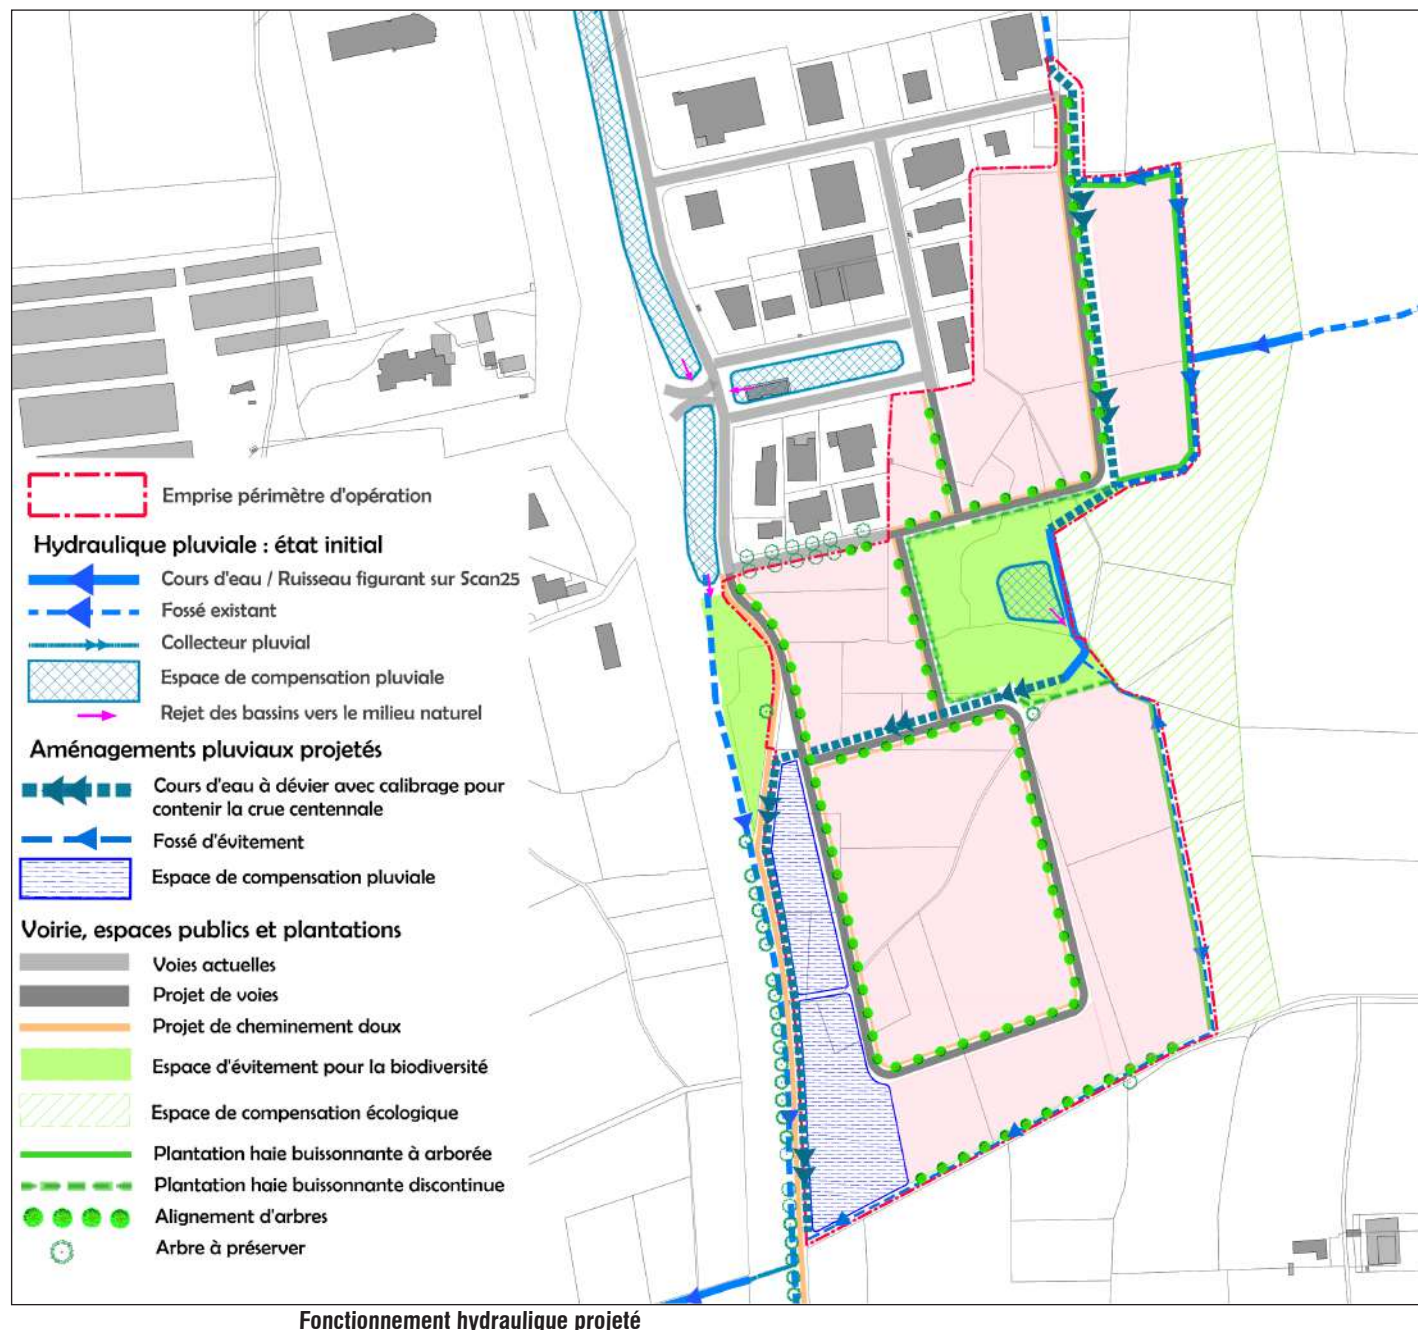 Emprise périmètre d'opération
Hydraulique pluviale : état initial
Cours d'eau / Ruisseau figurant sur Scan25
Fossé existant
Collecteur pluvial
Espace de compensation pluviale
Rejet des bassins vers le milieu naturel
Aménagements pluviaux projetés
Cours d'eau à dévier avec calibrage pour
contenir la crue centennale
Fossé d'évitement
Espace de compensation pluviale
Voirie, espaces publics et plantations
Voies actuelles
Projet de voies
Projet de cheminement doux
Espace d'évitement pour la biodiversité
Espace de compensation écologique
Plantation haie buissonnante à arborée
Plantation haie buissonnante discontinue
Alignement d'arbres
Arbre à préserver
Fonctionnement hydraulique projeté